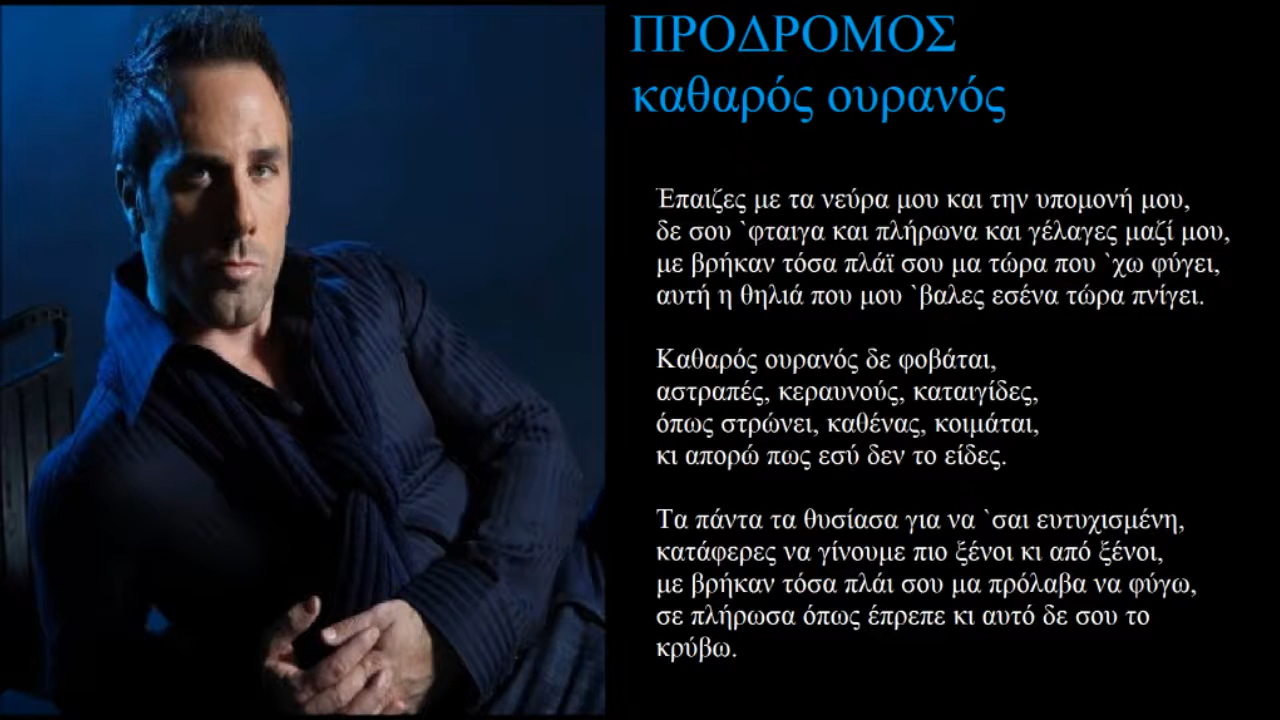 ΠΡΟΔΡΟΜΟΣ
καθαρός ουρανός
Έπαιζες με τα νεύρα μου και την υπομονή μου,
δε σου `φταιγα και πλήρωνα και γέλαγες μαζί μου,
με βρήκαν τόσα πλάϊ σου μα τώρα που `χω φύγει,
αυτή η θηλιά που μου `βαλες εσένα τώρα πνίγει.
Καθαρός ουρανός δε φοβάται,
αστραπές, κεραυνούς, καταιγίδες,
όπως στρώνει, καθένας, κοιμάται,
κι απορώ πως εσύ δεν το είδες.
Τα πάντα τα θυσίασα για να `σαι ευτυχισμένη,
κατάφερες να γίνουμε πιο ξένοι κι από ξένοι,
με βρήκαν τόσα πλάι σου μα πρόλαβα να φύγω,
σε πλήρωσα όπως έπρεπε κι αυτό δε σου το
κρύβω.